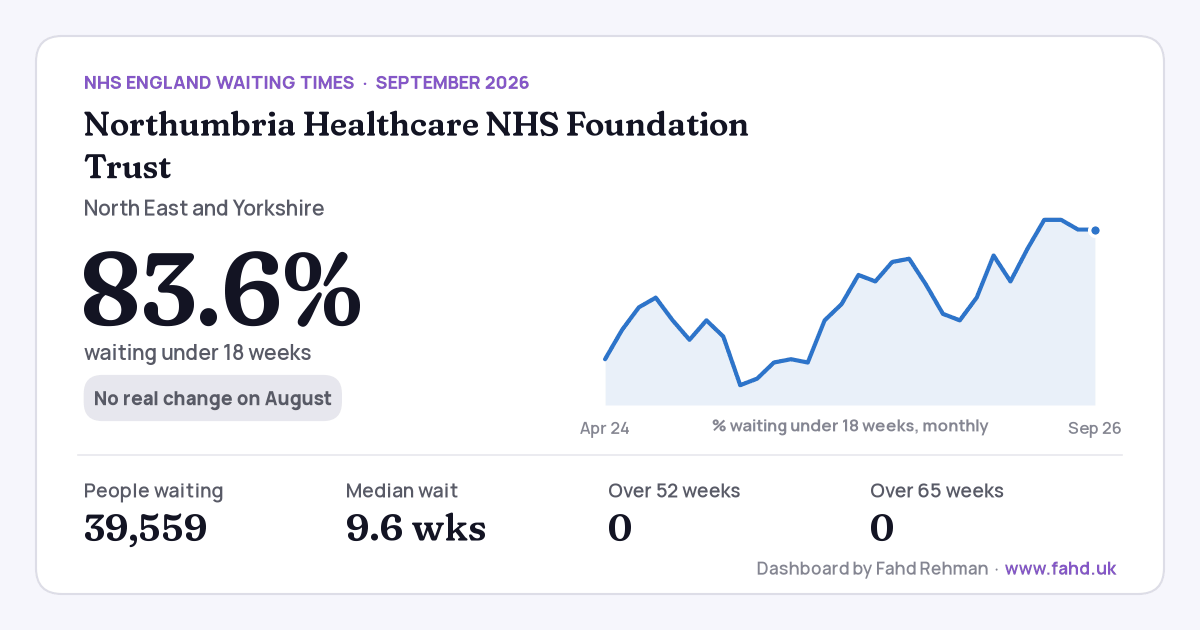 NHS ENGLAND WAITING TIMES · SEPTEMBER 2026
Northumbria Healthcare NHS Foundation
Trust
North East and Yorkshire
83.6%
waiting under 18 weeks
No real change on August
Apr 24
% waiting under 18 weeks, monthly
Sep 26
People waiting
39,559
Median wait
9.6 wks
Over 52 weeks
0
Over 65 weeks
0
Dashboard by Fahd Rehman · www.fahd.uk